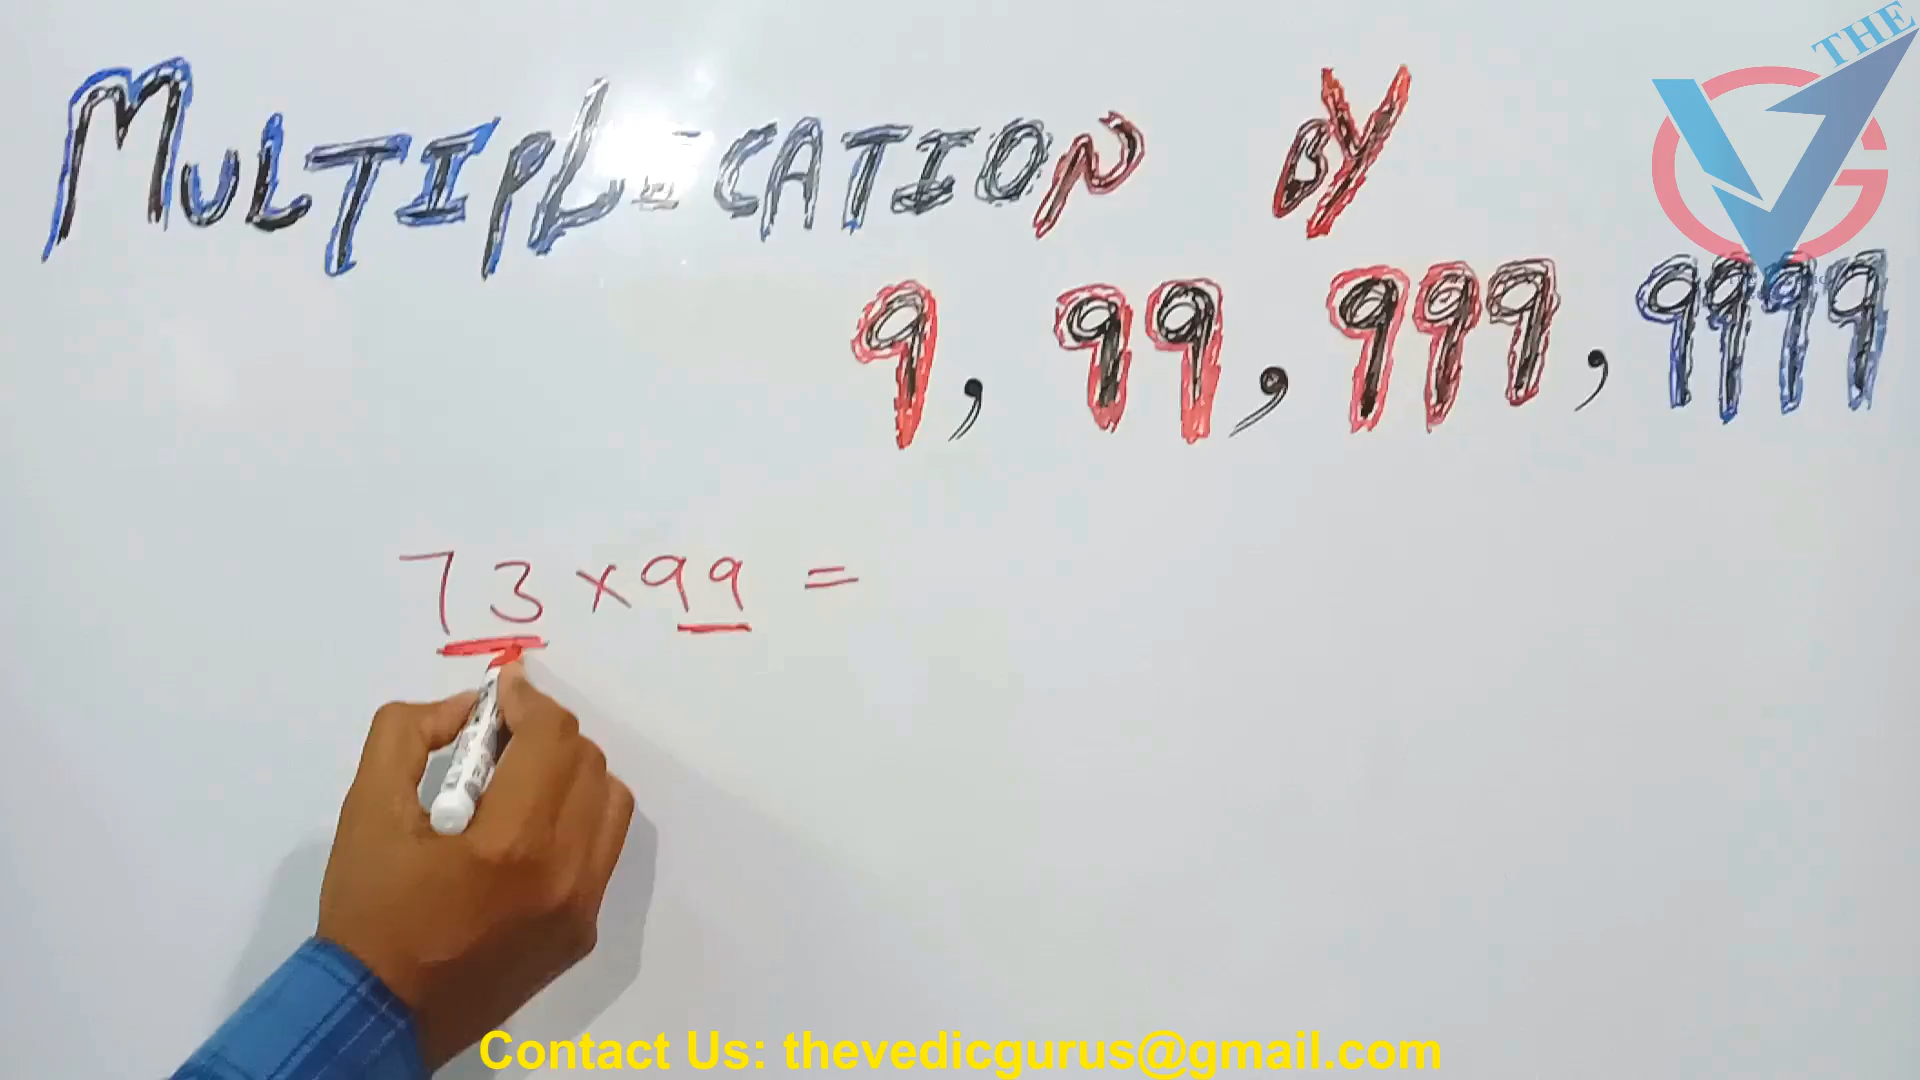 THE
MULTIPLICATION BY
9, 99, 999, 9999
73 × 99 =
Contact Us: thevedicgurus@gmail.com